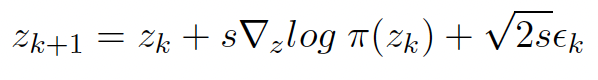 z_{k+1} = z_k + s∇_z log π(z_k) + √(2s)ϵ_k